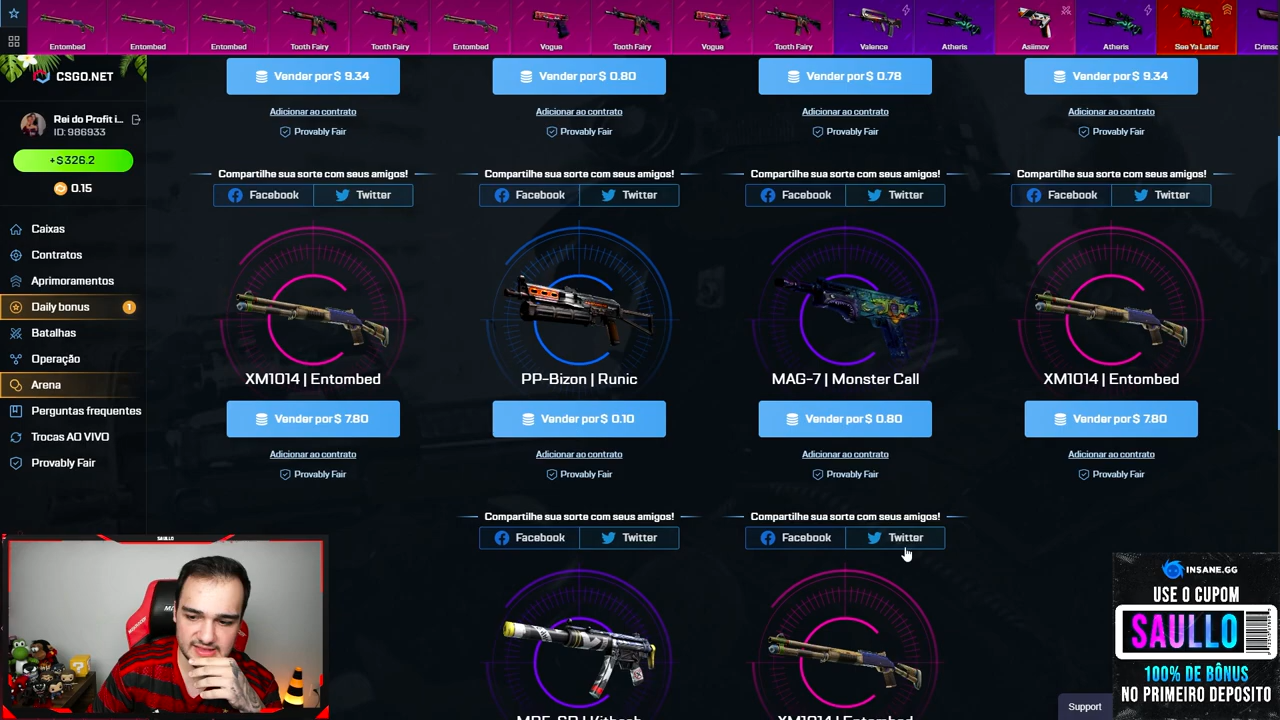 Entombed
Entombed
Entombed
Tooth Fairy
Tooth Fairy
Entombed
Vogue
Tooth Fairy
Vogue
Tooth Fairy
Valence
Atheris
Asiimov
Atheris
See Ya Later
CSGO.NET
Rei do Profit i...
ID: 986933
+$326.2
0.15
Caixas
Contratos
Aprimoramentos
Daily bonus 1
Batalhas
Operação
Arena
Perguntas frequentes
Trocas AO VIVO
Provably Fair
Vender por $ 9.34
Vender por $ 0.80
Vender por $ 0.78
Vender por $ 9.34
Adicionar ao contrato
Adicionar ao contrato
Adicionar ao contrato
Adicionar ao contrato
Provably Fair
Provably Fair
Provably Fair
Provably Fair
Compartilhe sua sorte com seus amigos!
Compartilhe sua sorte com seus amigos!
Compartilhe sua sorte com seus amigos!
Compartilhe sua sorte com seus amigos!
Facebook Twitter
Facebook Twitter
Facebook Twitter
Facebook Twitter
XM1014 | Entombed
PP-Bizon | Runic
MAG-7 | Monster Call
XM1014 | Entombed
Vender por $ 7.80
Vender por $ 0.10
Vender por $ 0.80
Vender por $ 7.80
Adicionar ao contrato
Adicionar ao contrato
Adicionar ao contrato
Adicionar ao contrato
Provably Fair
Provably Fair
Provably Fair
Provably Fair
Compartilhe sua sorte com seus amigos!
Compartilhe sua sorte com seus amigos!
Facebook Twitter
Facebook Twitter
XM1014 | Entombed
SAULLO
INSANE.GG
USE O CUPOM
SAULLO
100% DE BÔNUS
NO PRIMEIRO DEPOSITO
Support